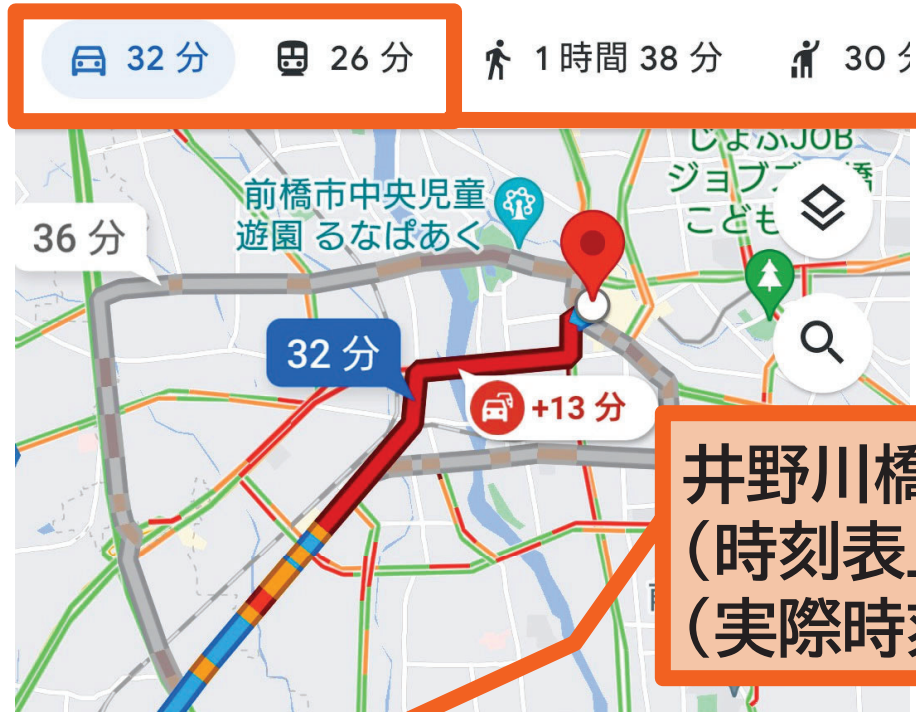 32 分
26 分
1 時間 38 分
30
じょぶJOB
ジョブ
橋
こども
前橋市中央児童
遊園 るなぱあく
36 分
32 分
+13 分
井野川橋
(時刻表
(実際時刻